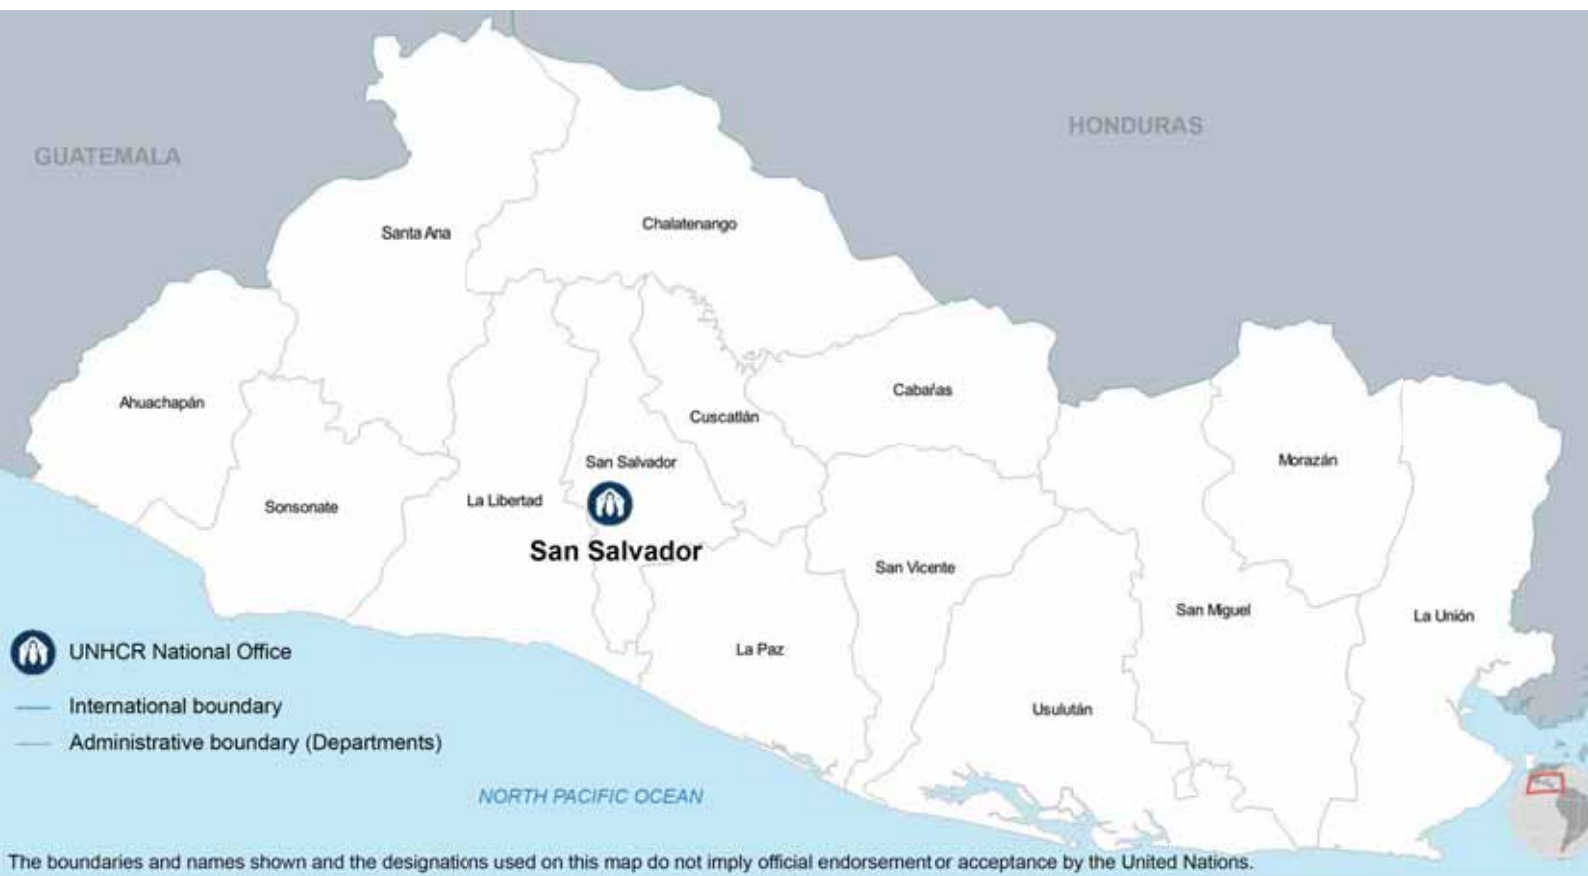 GUATEMALA
HONDURAS
Santa Ana
Chalatenango
Ahuachapán
Cabañas
Cuscatlán
Morazán
San Salvador
Sonsonate
La Libertad
San Salvador
San Vicente
San Miguel
La Unión
La Paz
Usulután
UNHCR National Office
International boundary
Administrative boundary (Departments)
NORTH PACIFIC OCEAN
The boundaries and names shown and the designations used on this map do not imply official endorsement or acceptance by the United Nations.